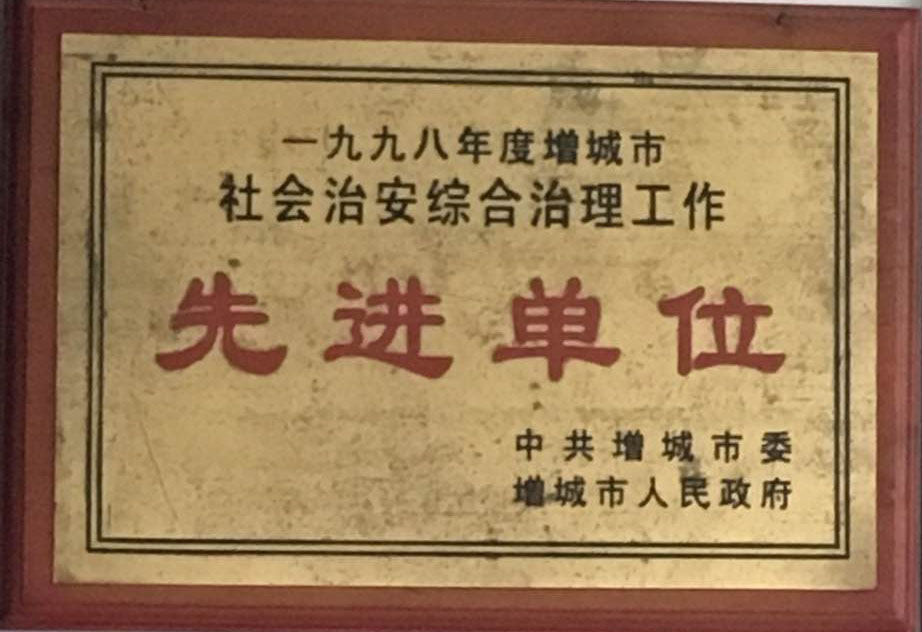 一九九八年度增城市
社会治安综合治理工作
先进单位
中共增城市委
增城市人民政府